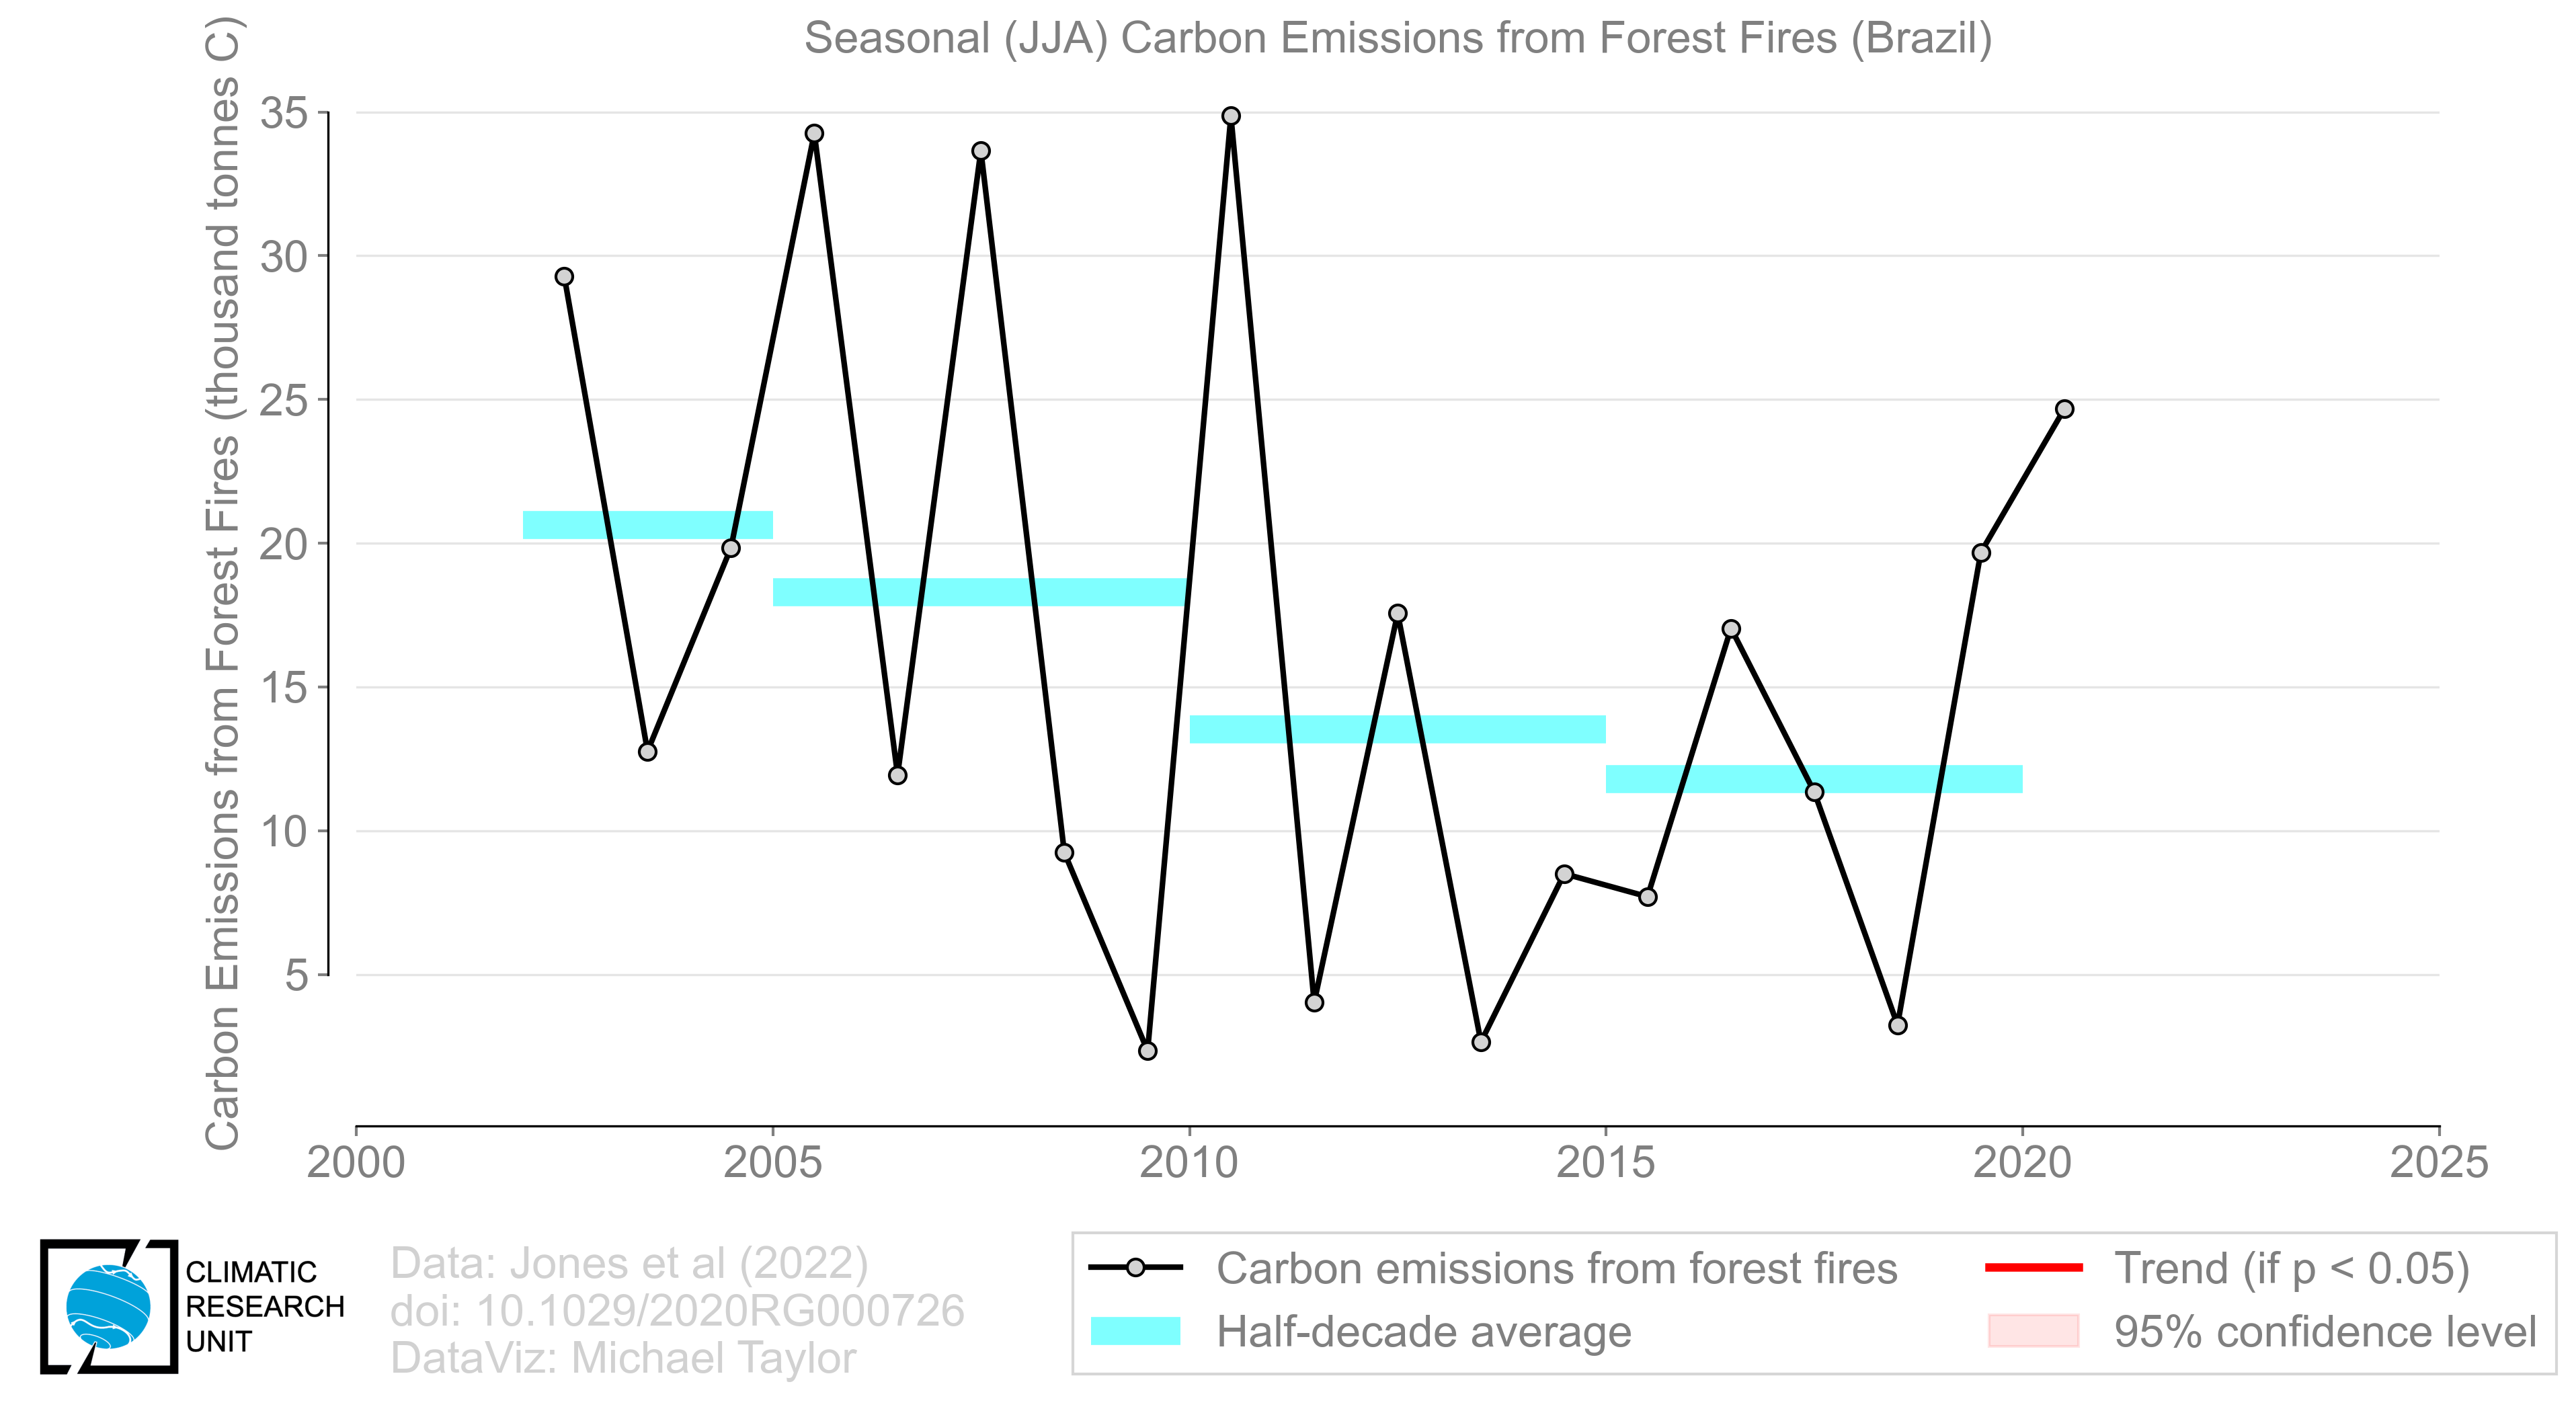 Seasonal (JJA) Carbon Emissions from Forest Fires (Brazil)
Carbon Emissions from Forest Fires (thousand tonnes C)
35
30
25
20
15
10
5
2000 2005 2010 2015 2020 2025
CLIMATIC
RESEARCH
UNIT
Data: Jones et al (2022)
doi: 10.1029/2020RG000726
DataViz: Michael Taylor
Carbon emissions from forest fires
Half-decade average
Trend (if p < 0.05)
95% confidence level